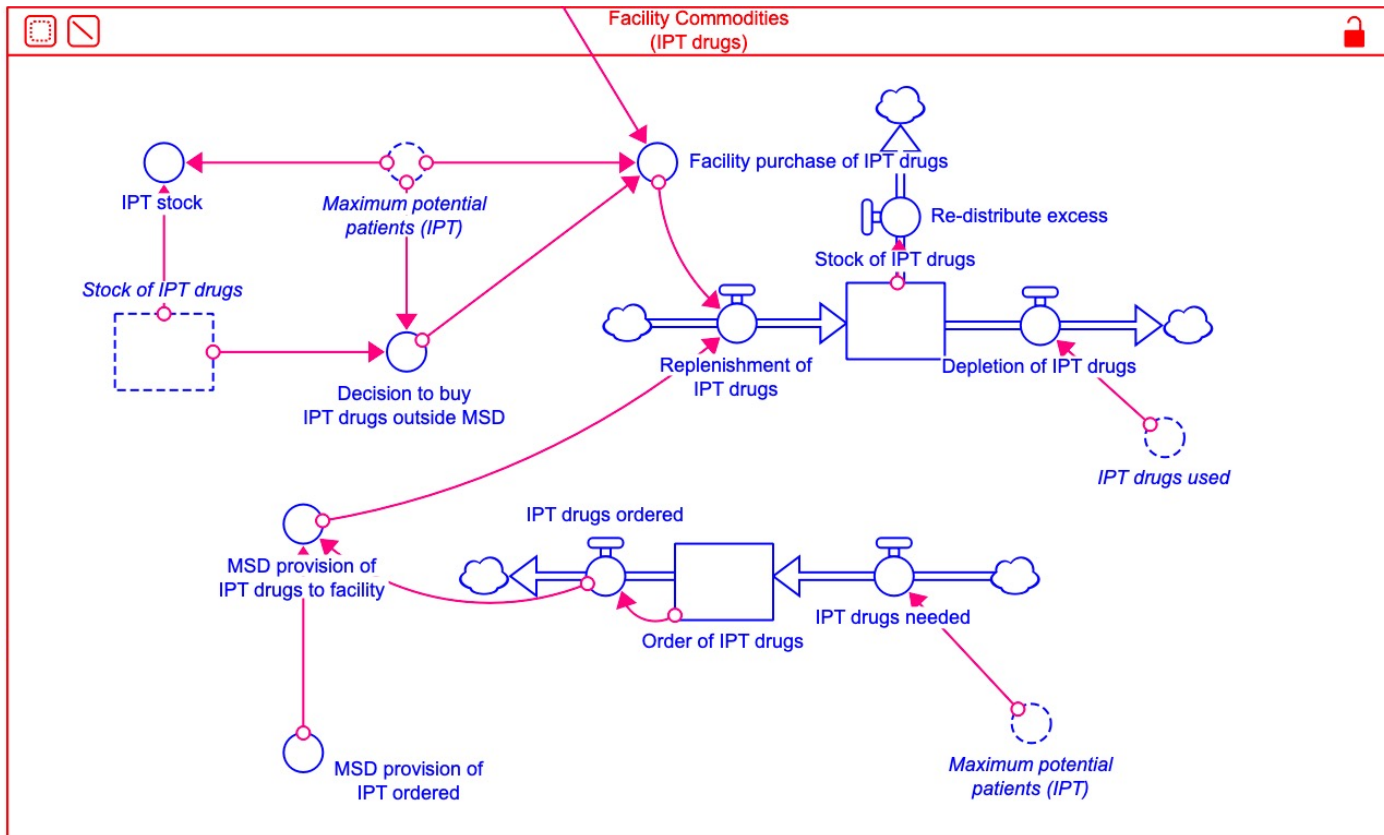 Facility Commodities
(IPT drugs)
Facility purchase of IPT drugs
IPT stock
Maximum potential
patients (IPT)
Re-distribute excess
Stock of IPT drugs
Stock of IPT drugs
Replenishment of
IPT drugs
Depletion of IPT drugs
Decision to buy
IPT drugs outside MSD
IPT drugs used
IPT drugs ordered
MSD provision of
IPT drugs to facility
IPT drugs needed
Order of IPT drugs
MSD provision of
IPT ordered
Maximum potential
patients (IPT)